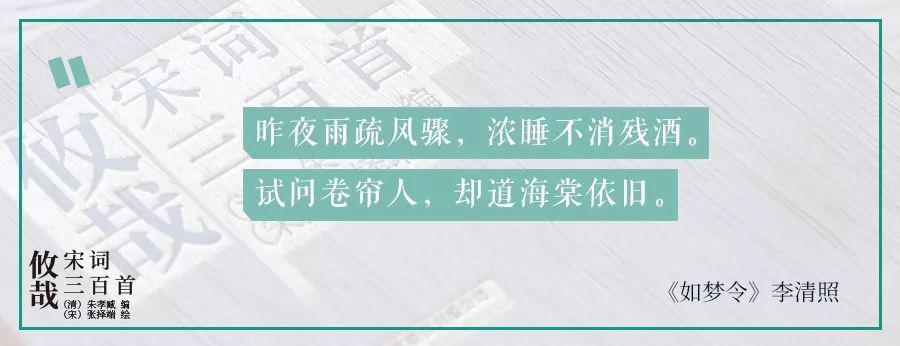 昨夜雨疏风骤，浓睡不消残酒。
试问卷帘人，却道海棠依旧。
攸哉
宋词
三百首
（清）朱孝臧 编
（宋）张择端 绘
《如梦令》李清照